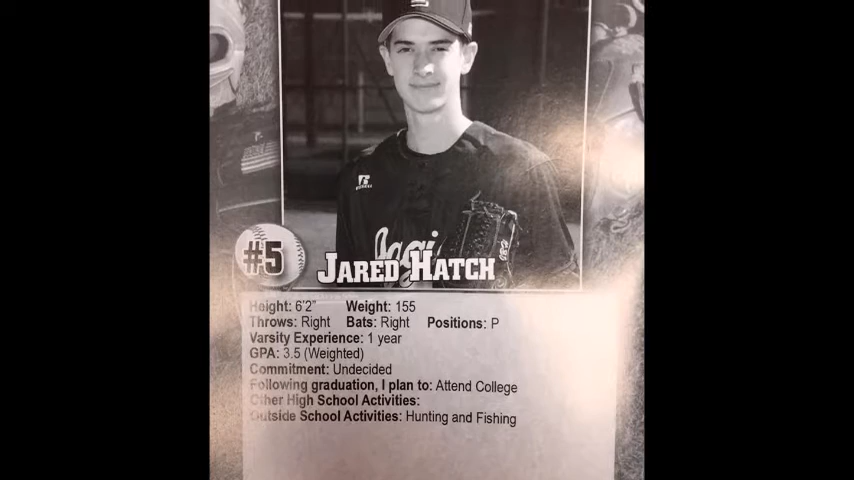 RUSSELL
#5
JARED HATCH
Height: 6'2" Weight: 155
Throws: Right Bats: Right Positions: P
Varsity Experience: 1 year
GPA: 3.5 (Weighted)
Commitment: Undecided
Following graduation, I plan to: Attend College
Other High School Activities:
Outside School Activities: Hunting and Fishing